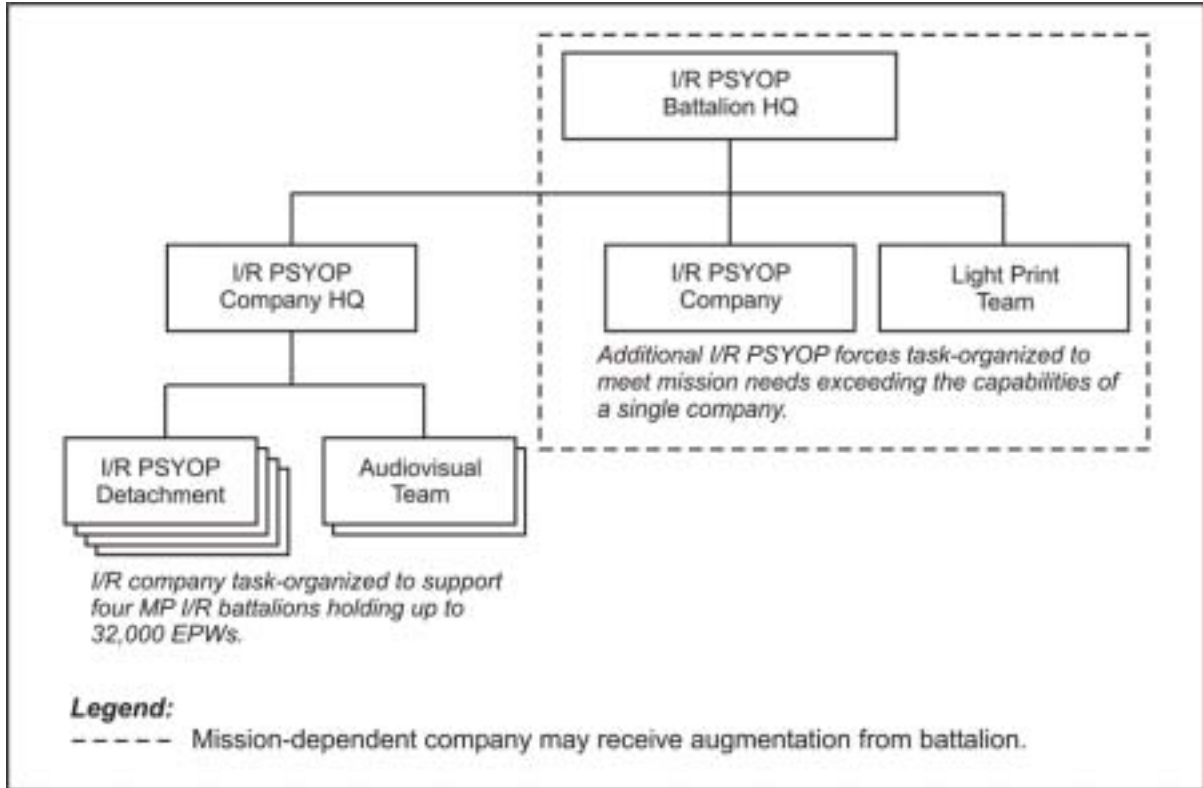 I/R PSYOP
Battalion HQ
I/R PSYOP
Company HQ
I/R PSYOP
Company
Light Print
Team
Additional I/R PSYOP forces task-organized to
meet mission needs exceeding the capabilities of
a single company.
I/R PSYOP
Detachment
Audiovisual
Team
I/R company task-organized to support
four MP I/R battalions holding up to
32,000 EPWs.
Legend:
Mission-dependent company may receive augmentation from battalion.